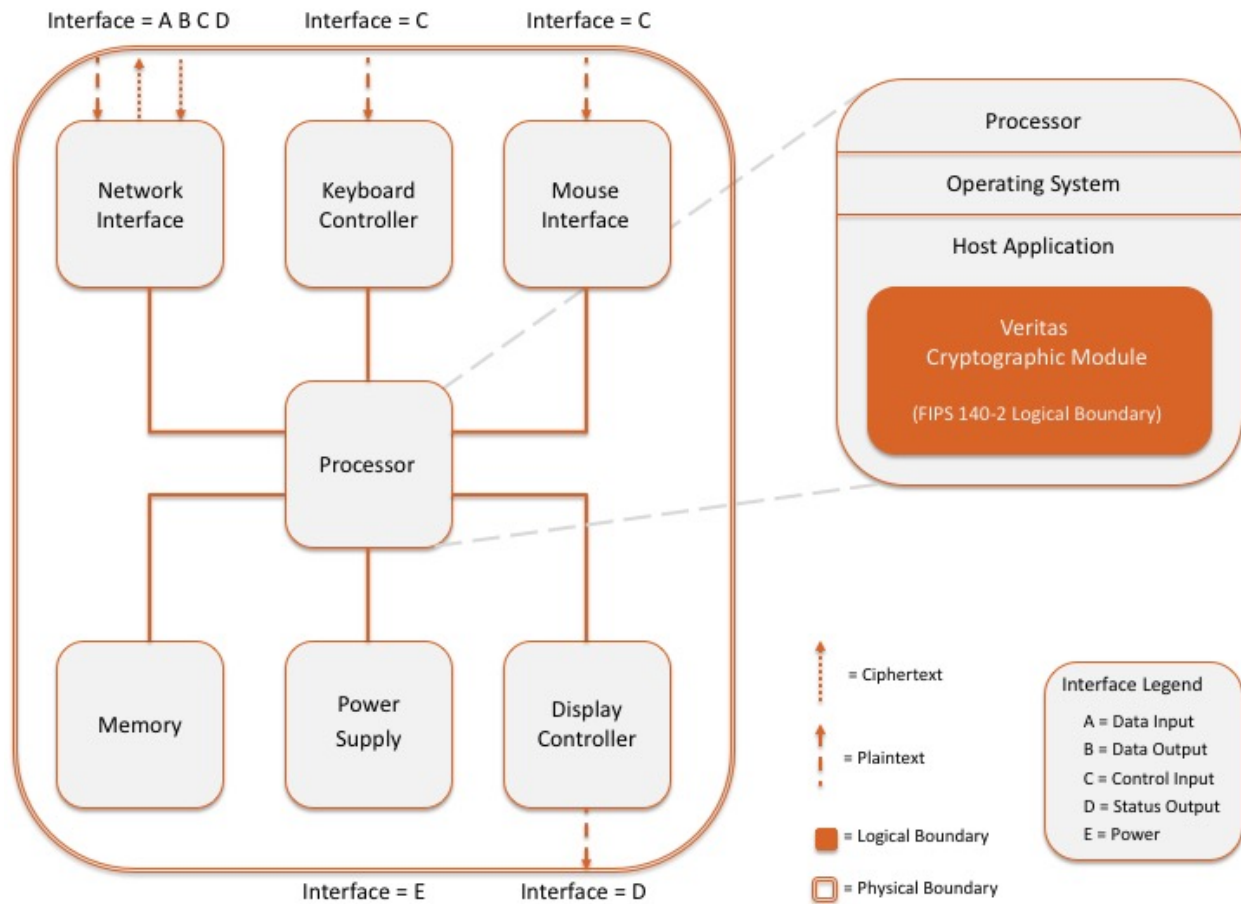 Interface = A B C D
Interface = C
Interface = C
Network
Interface
Keyboard
Controller
Mouse
Interface
Processor
Memory
Power
Supply
Display
Controller
Interface = E
Interface = D
Processor
Operating System
Host Application
Veritas
Cryptographic Module
(FIPS 140-2 Logical Boundary)
= Ciphertext
= Plaintext
= Logical Boundary
= Physical Boundary
Interface Legend
A = Data Input
B = Data Output
C = Control Input
D = Status Output
E = Power